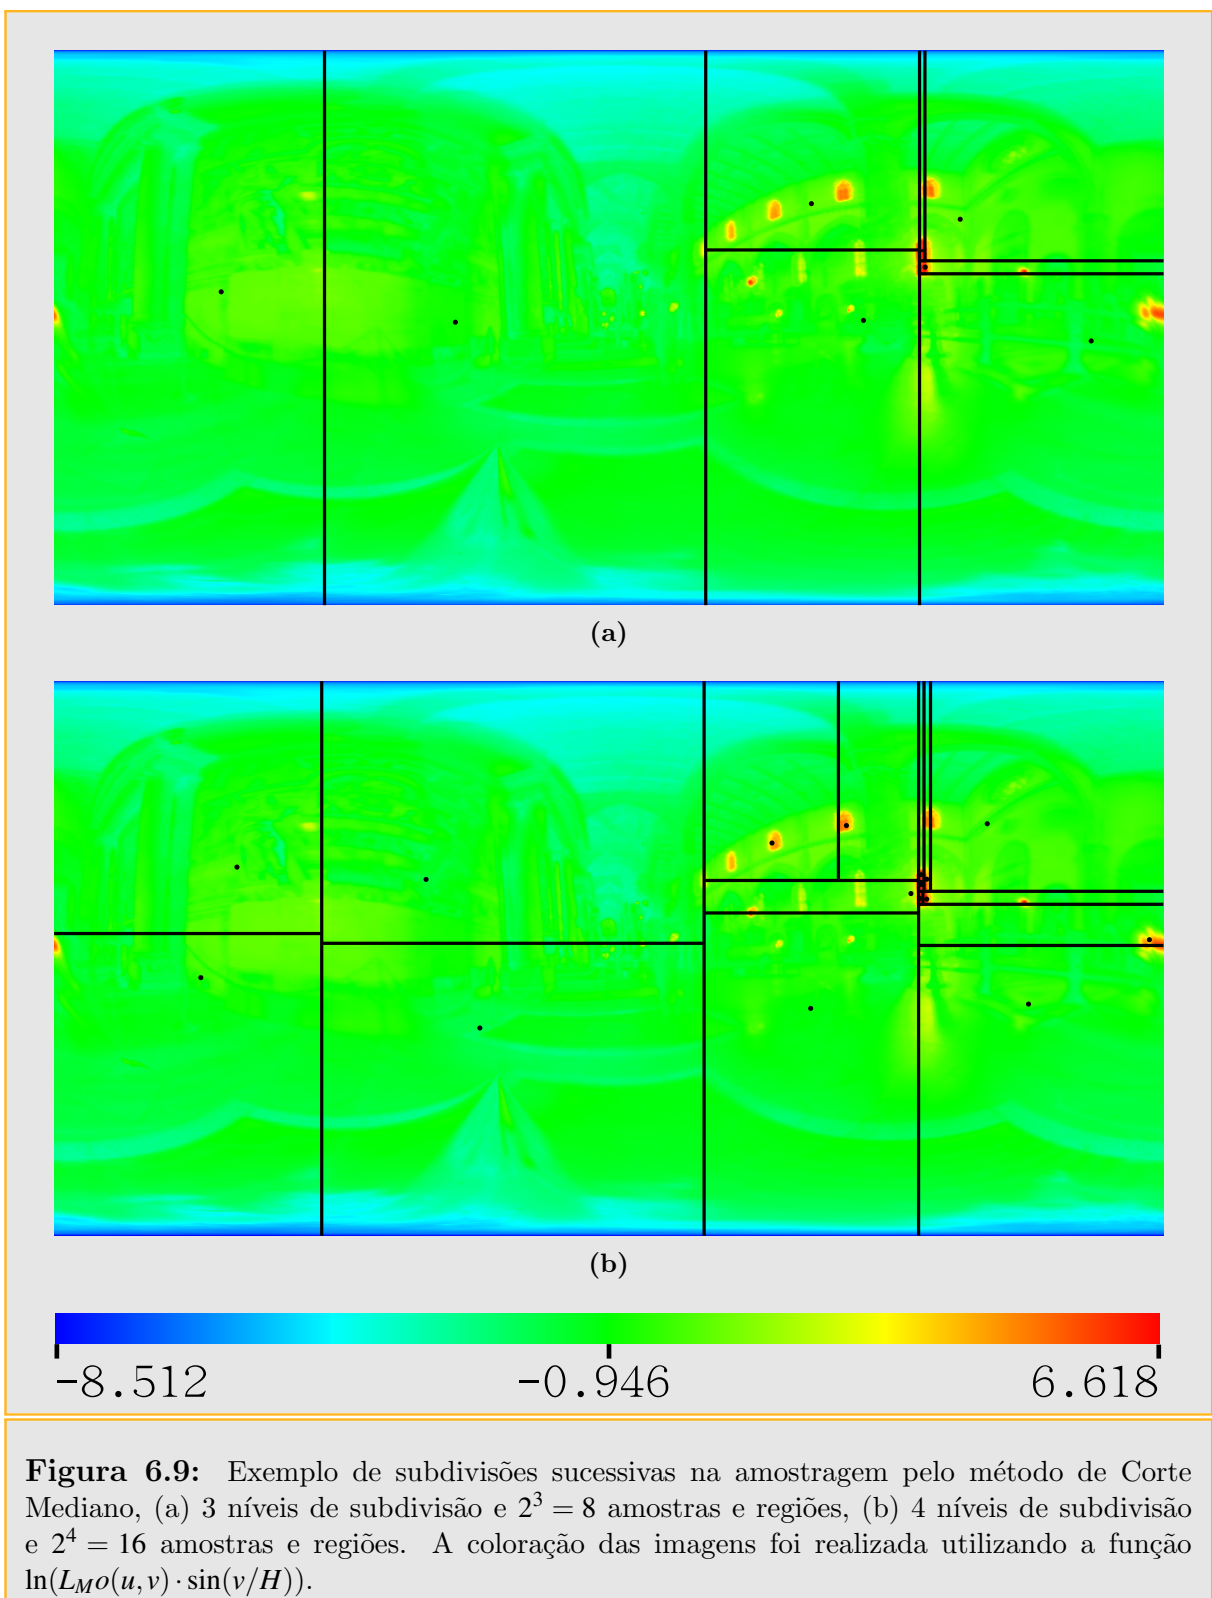 (a)
(b)
−8.512 −0.946 6.618
Figura 6.9: Exemplo de subdivisões sucessivas na amostragem pelo método de Corte
Mediano, (a) 3 níveis de subdivisão e 2³ = 8 amostras e regiões, (b) 4 níveis de subdivisão
e 2⁴ = 16 amostras e regiões. A coloração das imagens foi realizada utilizando a função
ln(L_Mo(u,v)·sin(v/H)).